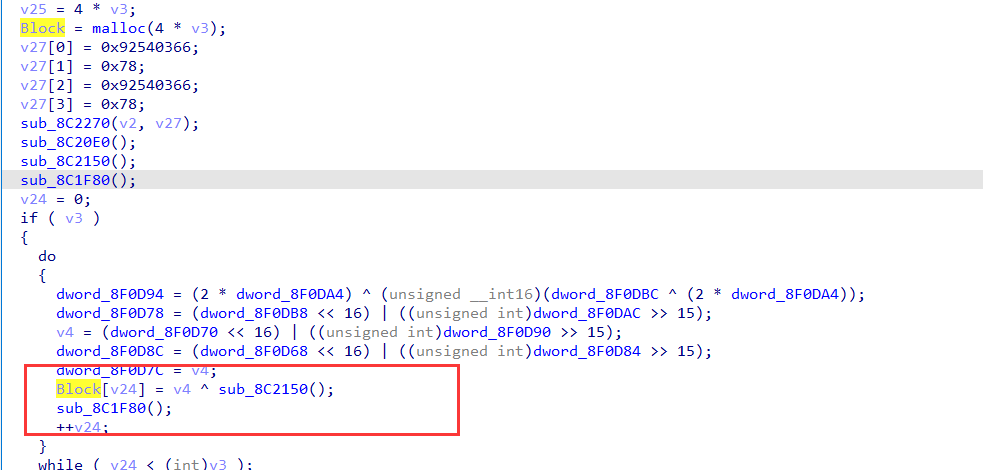 v25 = 4 * v3;
Block = malloc(4 * v3);
v27[0] = 0x92540366;
v27[1] = 0x78;
v27[2] = 0x92540366;
v27[3] = 0x78;
sub_8C2270(v2, v27);
sub_8C20E0();
sub_8C2150();
sub_8C1F80();
v24 = 0;
if ( v3 )
{
do
{
dword_8F0D94 = (2 * dword_8F0DA4) ^ (unsigned __int16)(dword_8F0DBC ^ (2 * dword_8F0DA4));
dword_8F0D78 = (dword_8F0DB8 << 16) | ((unsigned int)dword_8F0DAC >> 15);
v4 = (dword_8F0D70 << 16) | ((unsigned int)dword_8F0D90 >> 15);
dword_8F0D8C = (dword_8F0D68 << 16) | ((unsigned int)dword_8F0D84 >> 15);
dword_8F0D7C = v4;
Block[v24] = v4 ^ sub_8C2150();
sub_8C1F80();
++v24;
}
while ( v24 < (int)v3 );